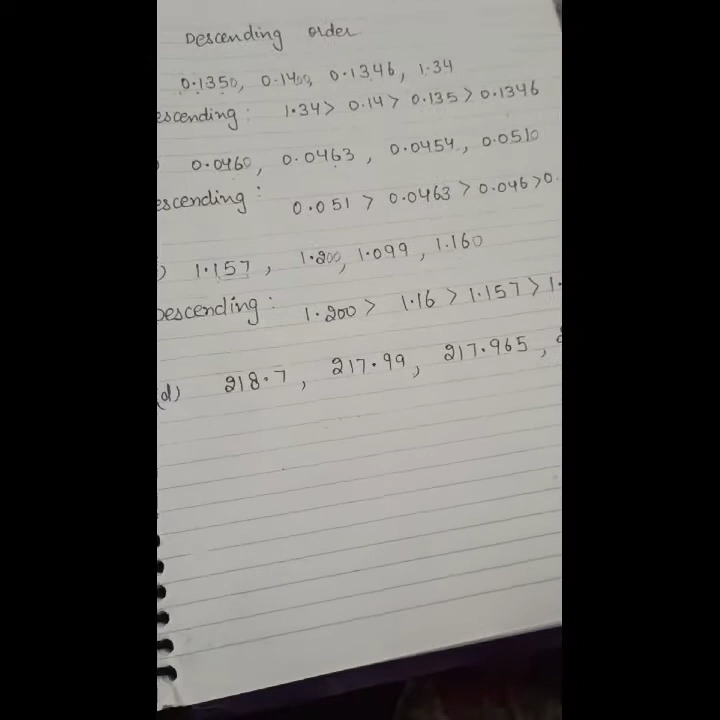 Descending order
0.1350, 0.1400, 0.1346, 1.34
escending: 1.34 > 0.14 > 0.135 > 0.1346
0.0460, 0.0463, 0.0454, 0.0510
escending: 0.051 > 0.0463 > 0.046 > 0.
) 1.157, 1.200, 1.099, 1.160
Descending: 1.200 > 1.16 > 1.157 > 1.
(d) 218.7, 217.99, 217.965,